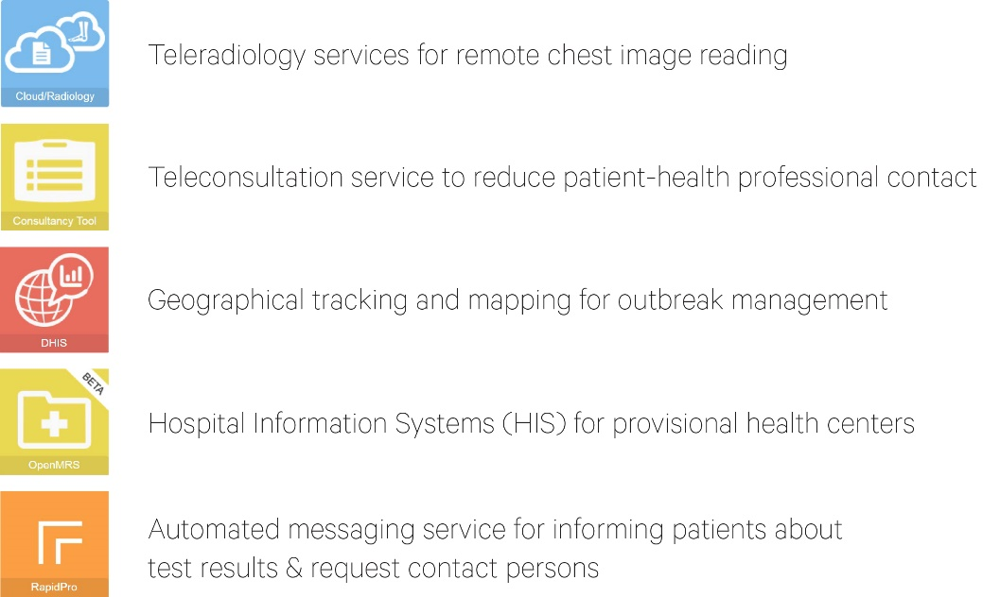 Cloud/Radiology
Teleradiology services for remote chest image reading
Consultancy Tool
Teleconsultation service to reduce patient-health professional contact
DHIS
Geographical tracking and mapping for outbreak management
BETA
OpenMRS
Hospital Information Systems (HIS) for provisional health centers
RapidPro
Automated messaging service for informing patients about
test results & request contact persons